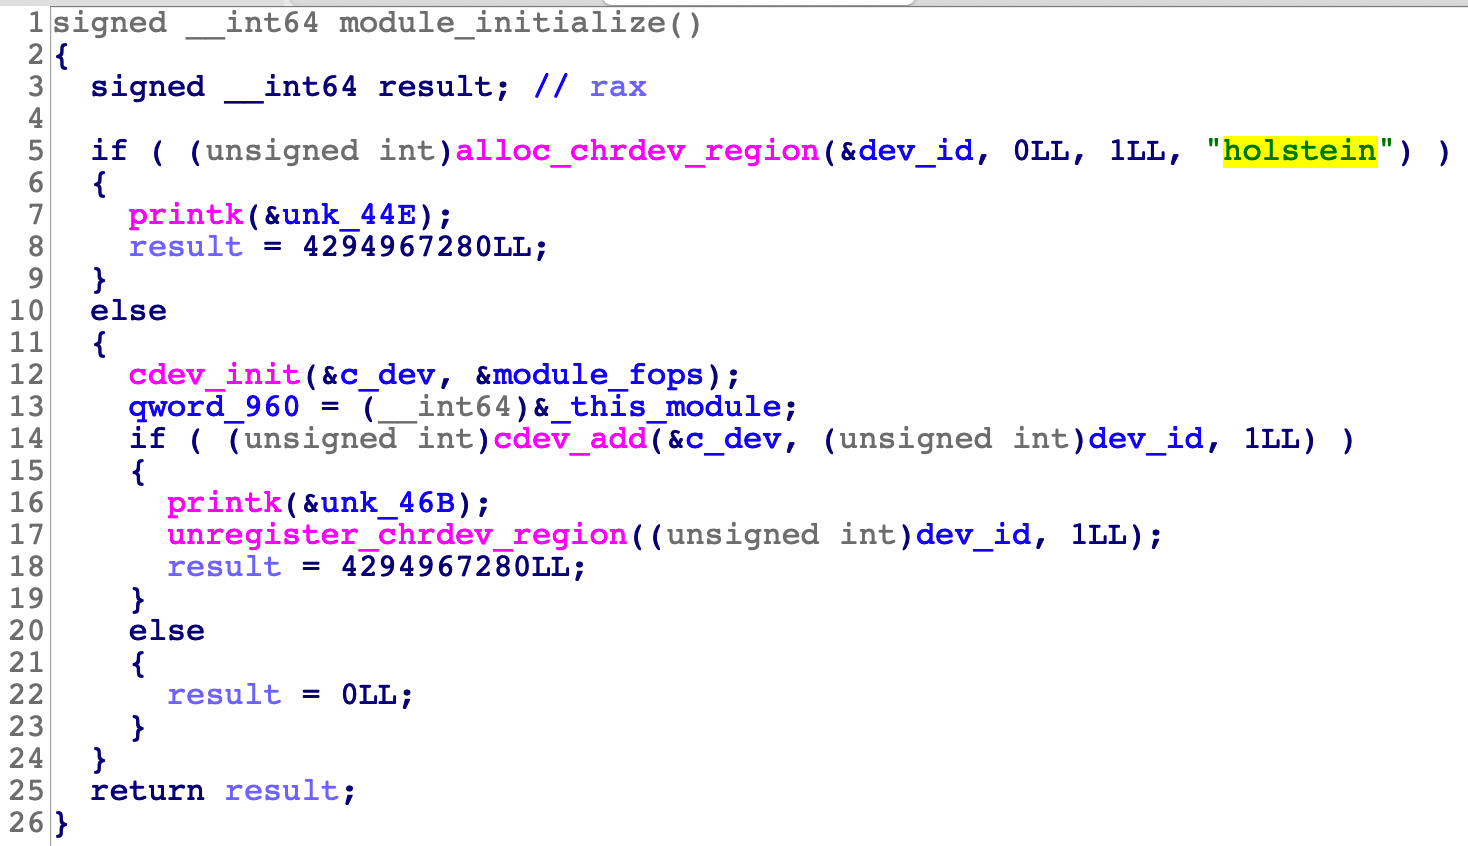 1 signed __int64 module_initialize()
2 {
3   signed __int64 result; // rax
4
5   if ( (unsigned int)alloc_chrdev_region(&dev_id, 0LL, 1LL, "holstein") )
6   {
7     printk(&unk_44E);
8     result = 4294967280LL;
9   }
10   else
11   {
12     cdev_init(&c_dev, &module_fops);
13     qword_960 = (__int64)&_this_module;
14     if ( (unsigned int)cdev_add(&c_dev, (unsigned int)dev_id, 1LL) )
15     {
16       printk(&unk_46B);
17       unregister_chrdev_region((unsigned int)dev_id, 1LL);
18       result = 4294967280LL;
19     }
20     else
21     {
22       result = 0LL;
23     }
24   }
25   return result;
26 }